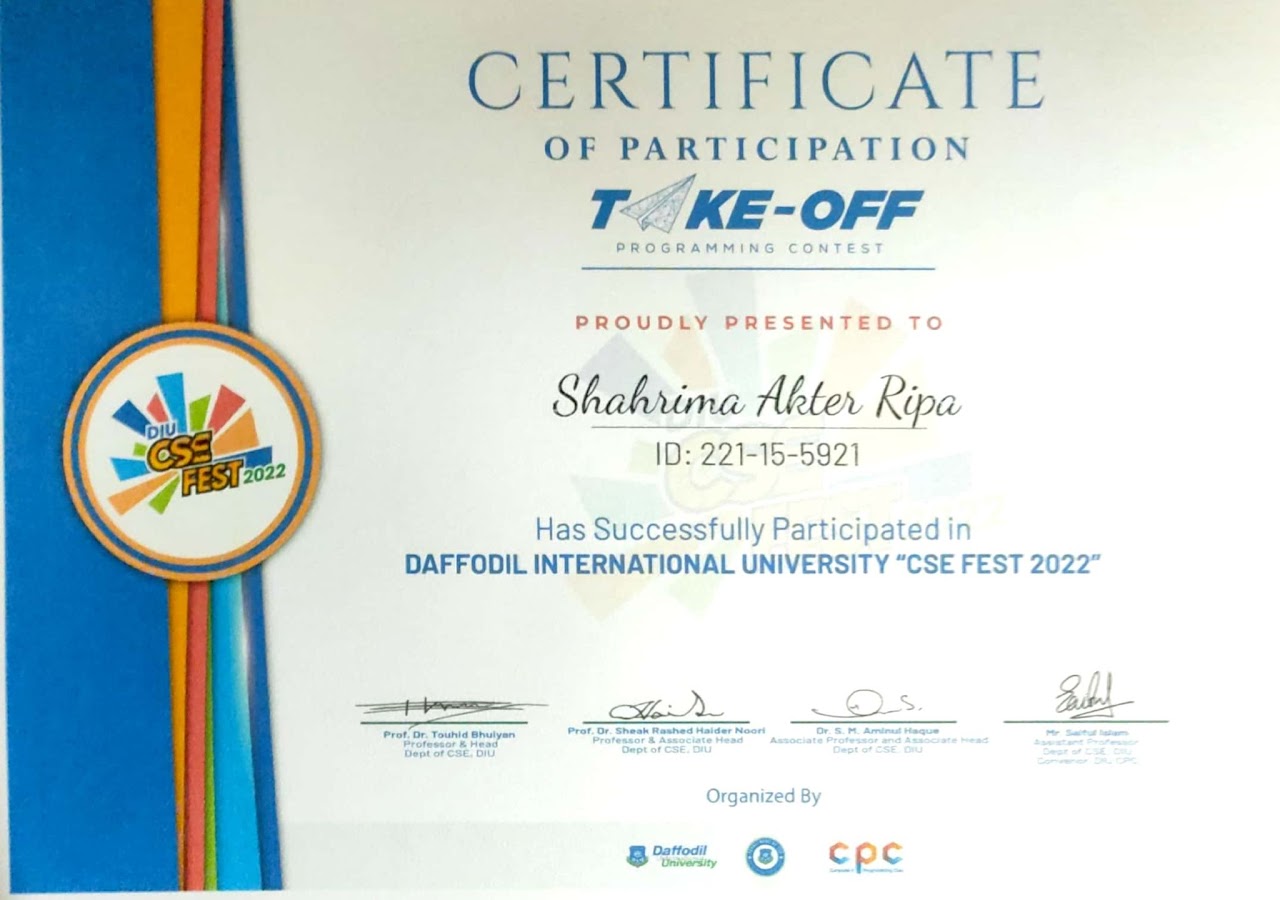 CERTIFICATE
OF PARTICIPATION
TAKE-OFF
PROGRAMMING CONTEST
PROUDLY PRESENTED TO
Shahrima Akter Ripa
ID: 221-15-5921
Has Successfully Participated in
DAFFODIL INTERNATIONAL UNIVERSITY “CSE FEST 2022”
DIU
CSE
FEST 2022
Prof. Dr. Touhid Bhuiyan
Professor & Head
Dept of CSE, DIU
Prof. Dr. Sheak Rashed Haider Noori
Professor & Associate Head
Dept of CSE, DIU
Dr. S. M. Aminul Haque
Associate Professor and Associate Head
Dept of CSE, DIU
Mr. Saiful Islam
Assistant Professor
Dept of CSE, DIU
Convenor, DIU CPC
Organized By
Daffodil
University
cpc